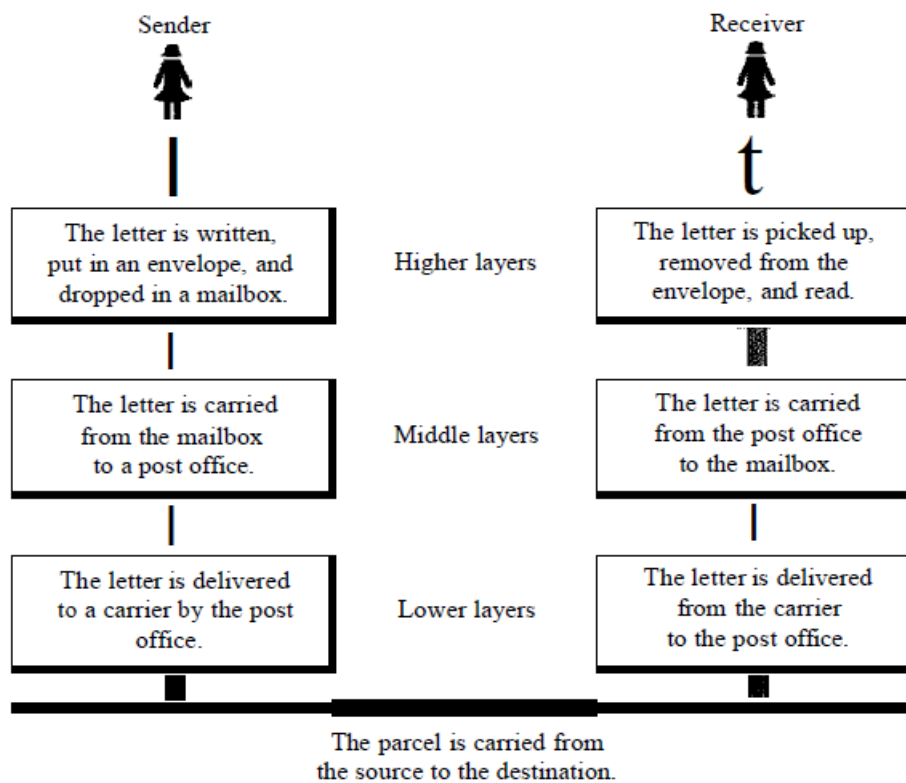 Sender
Receiver
l
t
The letter is written,
put in an envelope, and
dropped in a mailbox.
Higher layers
The letter is picked up,
removed from the
envelope, and read.
The letter is carried
from the mailbox
to a post office.
Middle layers
The letter is carried
from the post office
to the mailbox.
The letter is delivered
to a carrier by the post
office.
Lower layers
The letter is delivered
from the carrier
to the post office.
The parcel is carried from
the source to the destination.